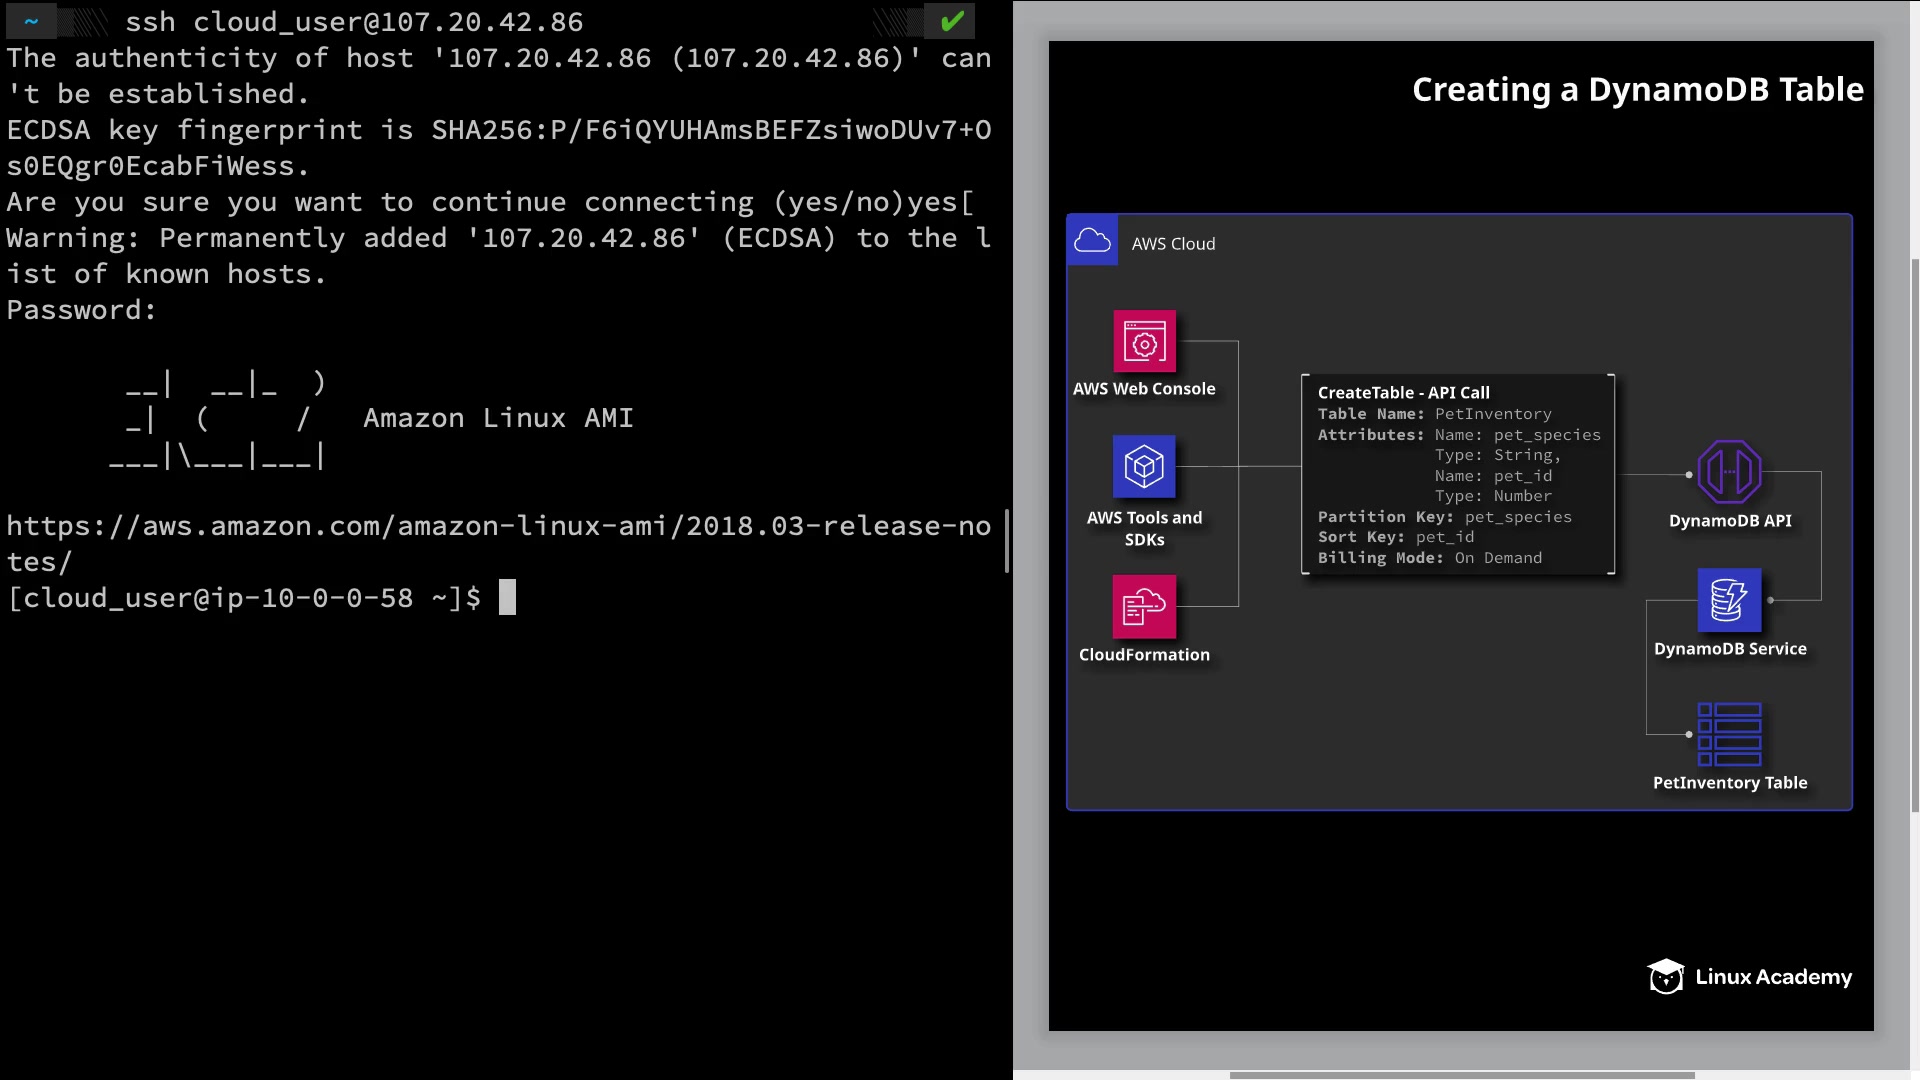 ~ ssh cloud_user@107.20.42.86 ✔
The authenticity of host '107.20.42.86 (107.20.42.86)' can
't be established.
ECDSA key fingerprint is SHA256:P/F6iQYUHAmsBEFZsiwoDUv7+O
s0EQgr0EcabFiWess.
Are you sure you want to continue connecting (yes/no)yes[
Warning: Permanently added '107.20.42.86' (ECDSA) to the l
ist of known hosts.
Password:
       __|  __|_  )
       _|  (     /   Amazon Linux AMI
      ___|\___|___|
https://aws.amazon.com/amazon-linux-ami/2018.03-release-no
tes/
[cloud_user@ip-10-0-0-58 ~]$
Creating a DynamoDB Table
AWS Cloud
AWS Web Console
AWS Tools and
SDKs
CloudFormation
CreateTable - API Call
Table Name: PetInventory
Attributes: Name: pet_species
Type: String,
Name: pet_id
Type: Number
Partition Key: pet_species
Sort Key: pet_id
Billing Mode: On Demand
DynamoDB API
DynamoDB Service
PetInventory Table
Linux Academy